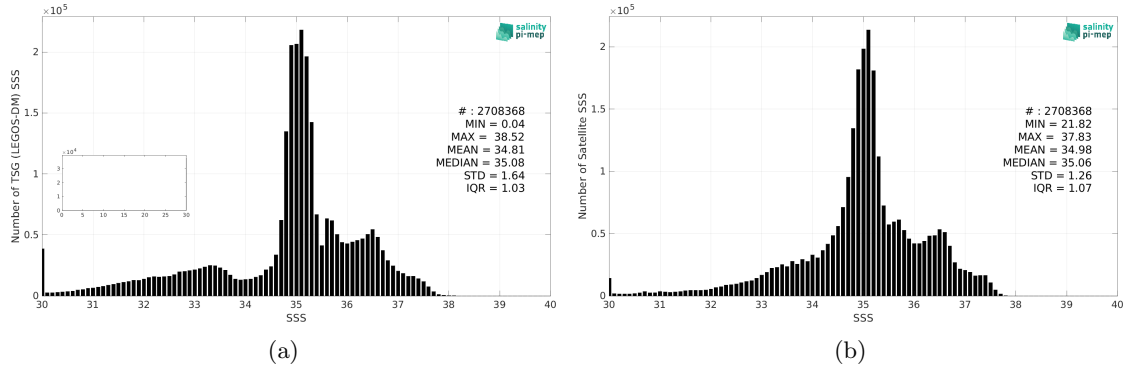 ×10⁵
salinity
pi-mep
Number of TSG (LEGOS-DM) SSS
2
1.5
1
0.5
0
# : 2708368
MIN = 0.04
MAX = 38.52
MEAN = 34.81
MEDIAN = 35.08
STD = 1.64
IQR = 1.03
×10⁴
4
3
2
1
0
0 5 10 15 20 25 30
30 31 32 33 34 35 36 37 38 39 40
SSS
(a)
×10⁵
salinity
pi-mep
Number of Satellite SSS
2
1.5
1
0.5
0
# : 2708368
MIN = 21.82
MAX = 37.83
MEAN = 34.98
MEDIAN = 35.06
STD = 1.26
IQR = 1.07
30 31 32 33 34 35 36 37 38 39 40
SSS
(b)